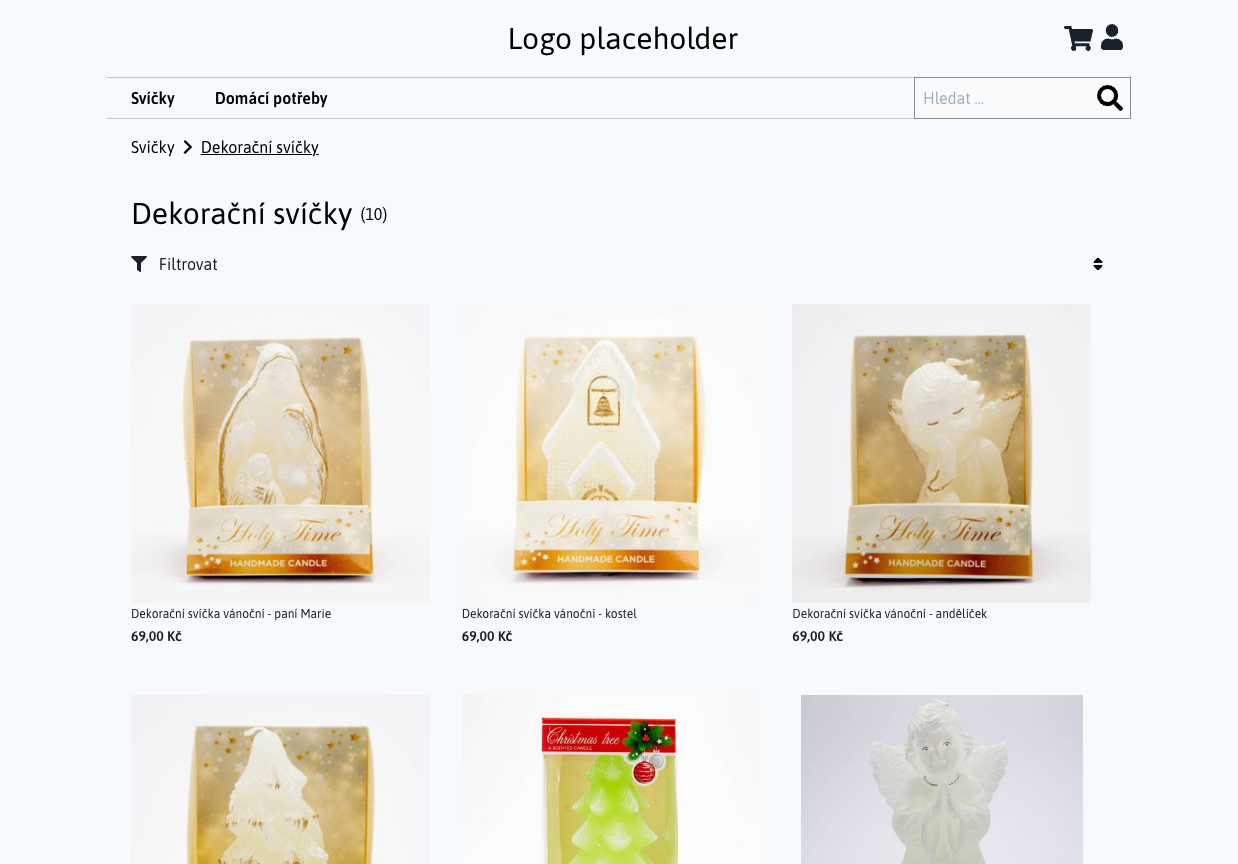 Logo placeholder
Svíčky
Domácí potřeby
Hledat ...
Svíčky
Dekorační svíčky
Dekorační svíčky (10)
Filtrovat
Holy Time
HANDMADE CANDLE
Holy Time
HANDMADE CANDLE
Holy Time
HANDMADE CANDLE
Dekorační svíčka vánoční - paní Marie
69,00 Kč
Dekorační svíčka vánoční - kostel
69,00 Kč
Dekorační svíčka vánoční - andělíček
69,00 Kč
Christmas tree
A SCENTED CANDLE